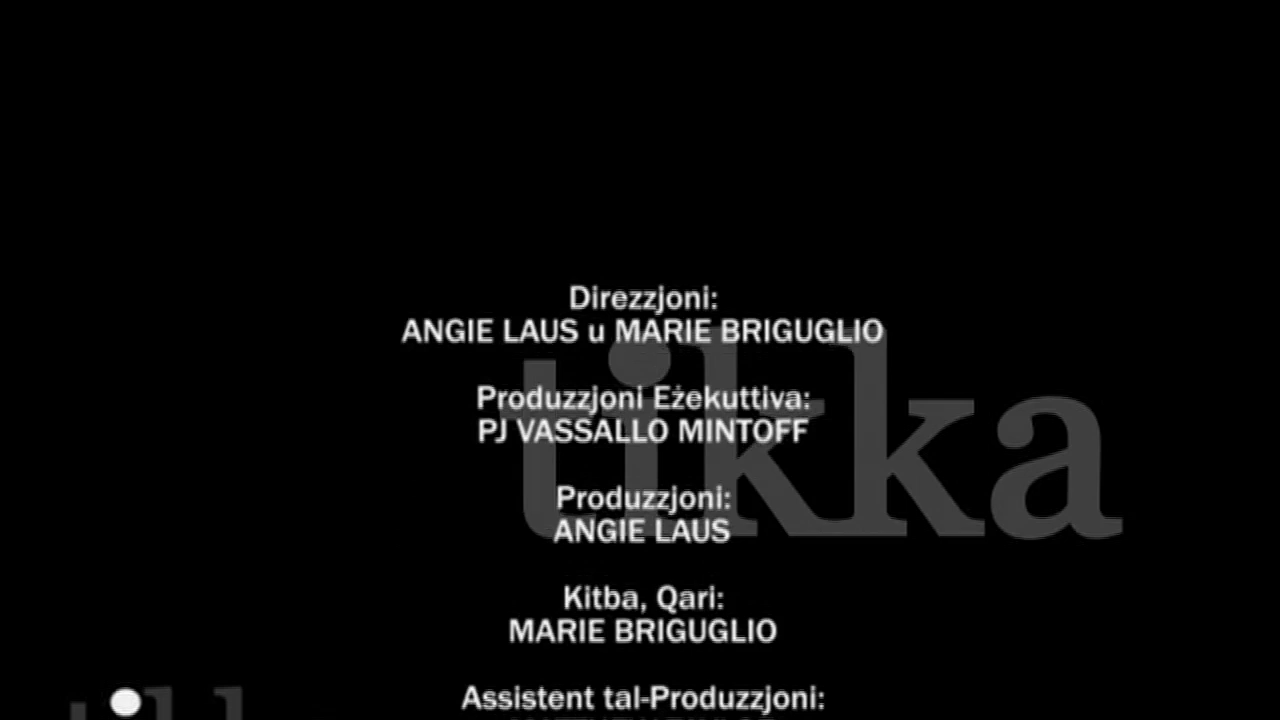 Direzzjoni:
ANGIE LAUS u MARIE BRIGUGLIO
Produzzjoni Eżekuttiva:
PJ VASSALLO MINTOFF
tikka
Produzzjoni:
ANGIE LAUS
Kitba, Qari:
MARIE BRIGUGLIO
Assistent tal-Produzzjoni: